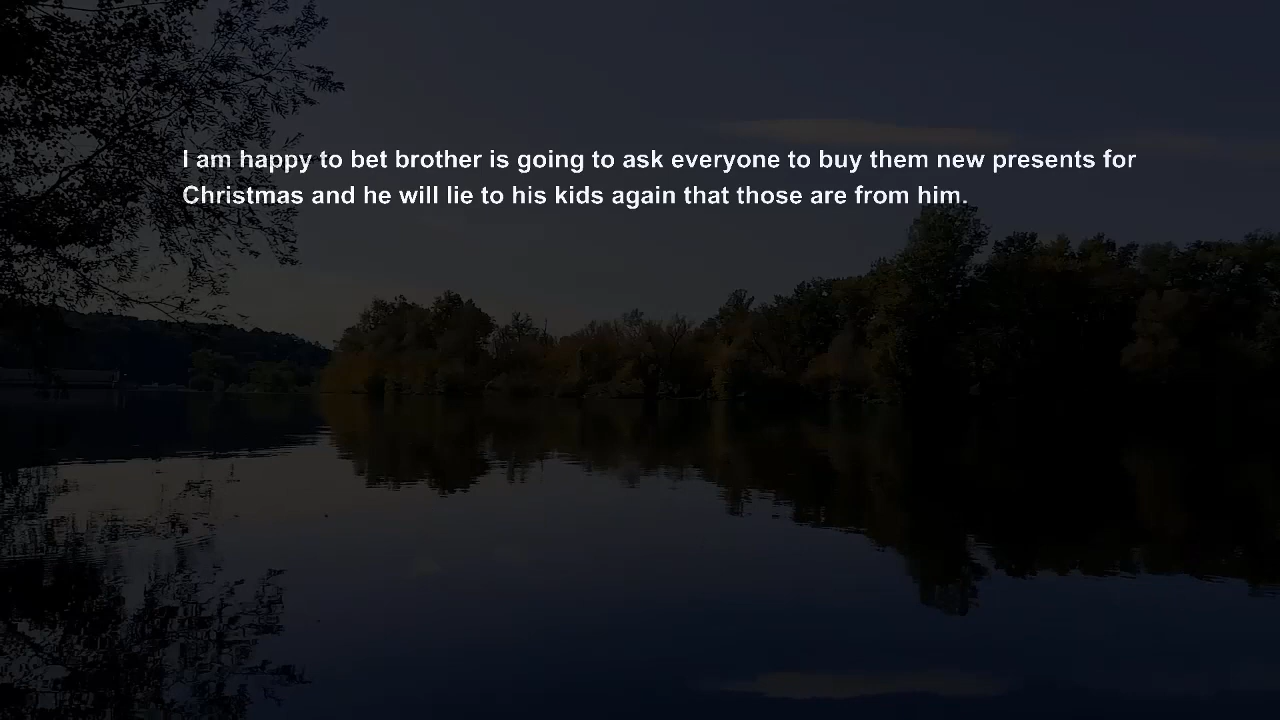 I am happy to bet brother is going to ask everyone to buy them new presents for
Christmas and he will lie to his kids again that those are from him.